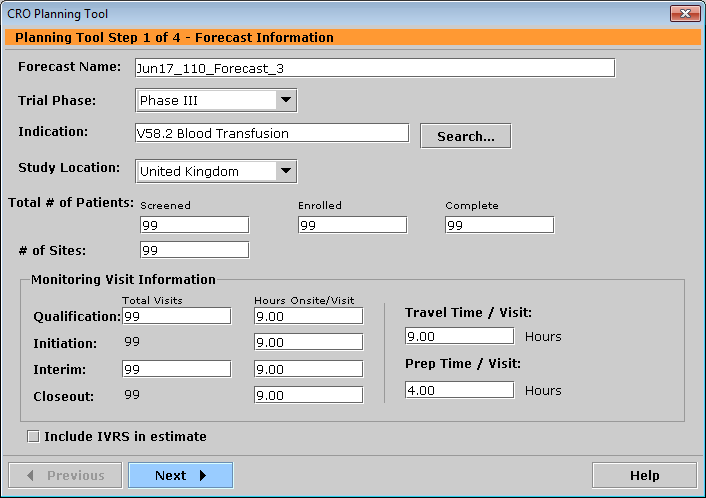 CRO Planning Tool
Planning Tool Step 1 of 4 - Forecast Information
Forecast Name: Jun17_110_Forecast_3
Trial Phase: Phase III
Indication: V58.2 Blood Transfusion Search...
Study Location: United Kingdom
Total # of Patients: Screened Enrolled Complete
99 99 99
# of Sites: 99
Monitoring Visit Information
Total Visits Hours Onsite/Visit
Qualification: 99 9.00
Initiation: 99 9.00
Interim: 99 9.00
Closeout: 99 9.00
Travel Time / Visit:
9.00 Hours
Prep Time / Visit:
4.00 Hours
Include IVRS in estimate
Previous Next Help